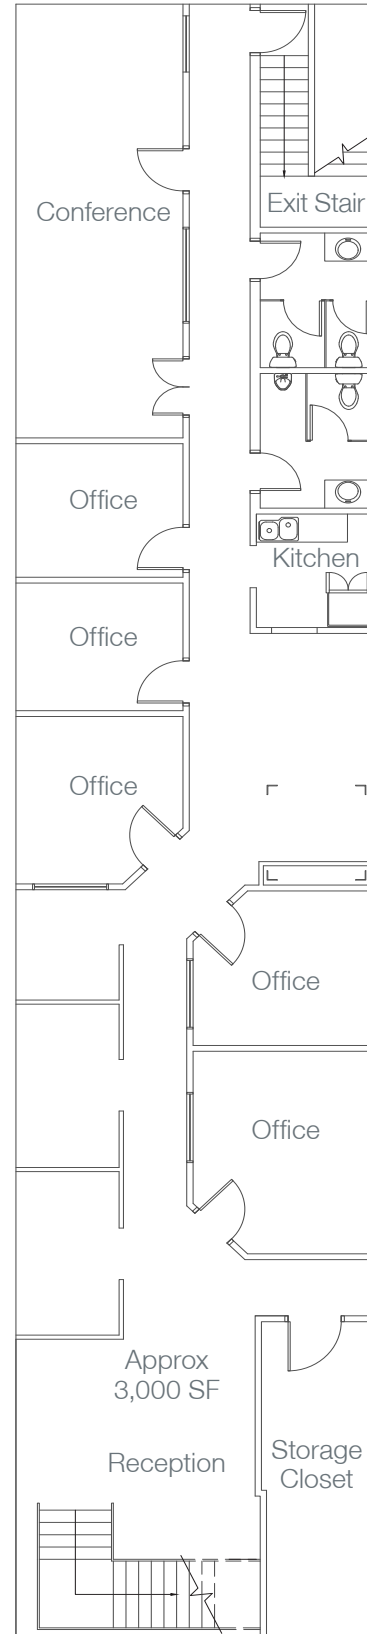 Exit Stair
Conference
Office
Kitchen
Office
Office
Office
Office
Approx
3,000 SF
Reception
Storage
Closet